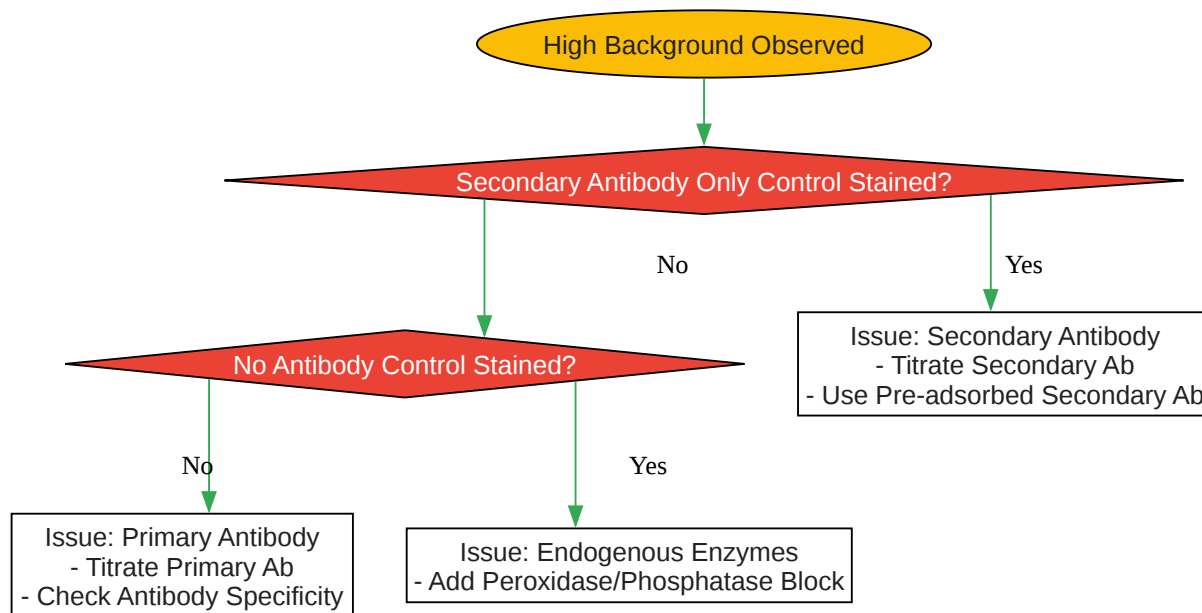 High Background Observed
Secondary Antibody Only Control Stained?
No
Yes
Issue: Secondary Antibody
- Titrate Secondary Ab
- Use Pre-adsorbed Secondary Ab
No Antibody Control Stained?
No
Yes
Issue: Primary Antibody
- Titrate Primary Ab
- Check Antibody Specificity
Issue: Endogenous Enzymes
- Add Peroxidase/Phosphatase Block